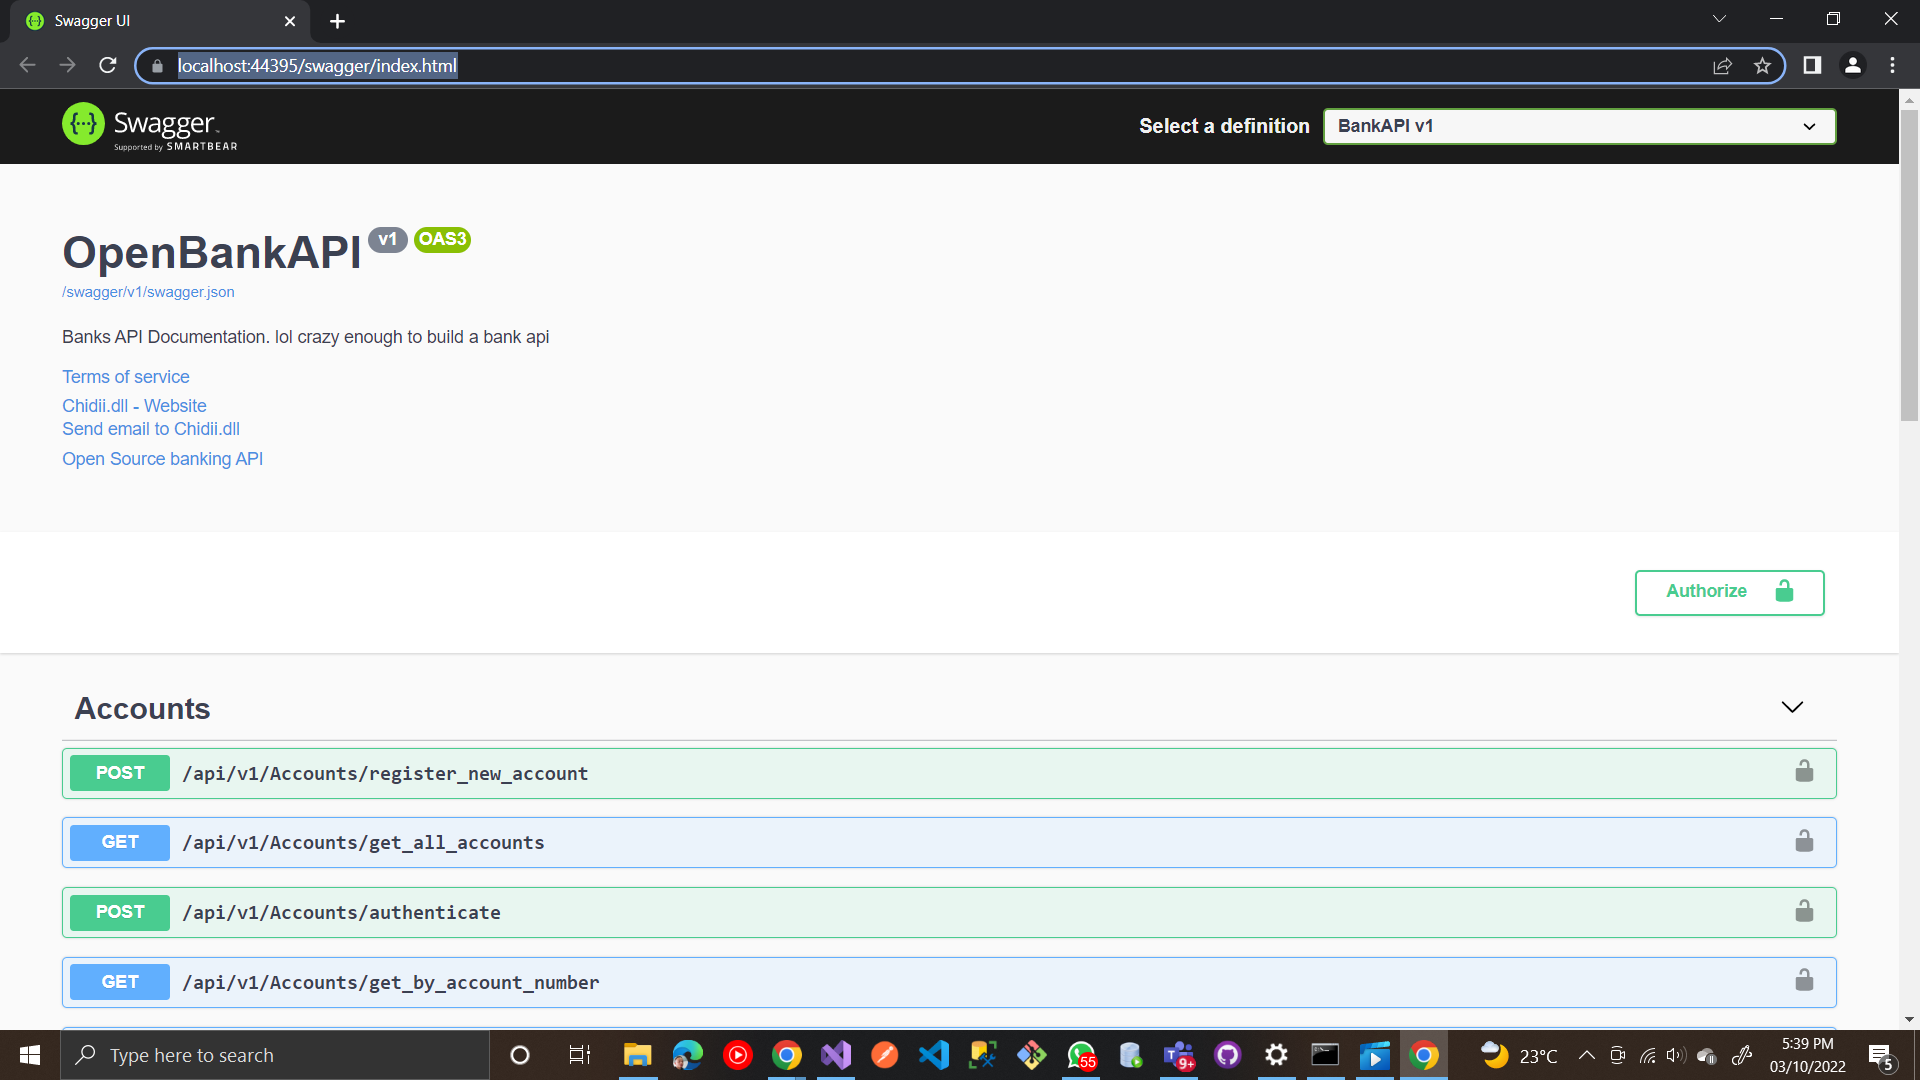 Swagger UI
localhost:44395/swagger/index.html
{···} Swagger™
Supported by SMARTBEAR
Select a definition
BankAPI v1
OpenBankAPI v1 OAS3
/swagger/v1/swagger.json
Banks API Documentation. lol crazy enough to build a bank api
Terms of service
Chidii.dll - Website
Send email to Chidii.dll
Open Source banking API
Authorize
Accounts
POST /api/v1/Accounts/register_new_account
GET /api/v1/Accounts/get_all_accounts
POST /api/v1/Accounts/authenticate
GET /api/v1/Accounts/get_by_account_number
Type here to search
55
T
9+
23°C
5:39 PM
03/10/2022
5